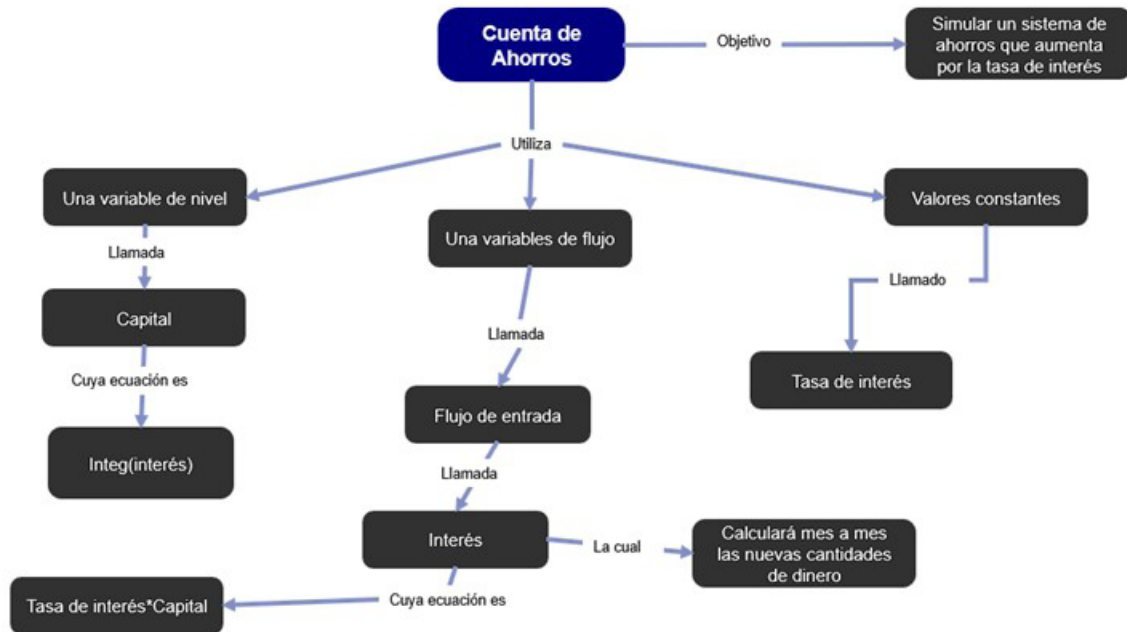 Cuenta de
Ahorros
Objetivo
Simular un sistema de
ahorros que aumenta
por la tasa de interés
Utiliza
Una variable de nivel
Una variables de flujo
Valores constantes
Llamada
Llamado
Capital
Llamada
Cuya ecuación es
Tasa de interés
Flujo de entrada
Integ(interés)
Llamada
Interés
La cual
Calculará mes a mes
las nuevas cantidades
de dinero
Cuya ecuación es
Tasa de interés*Capital